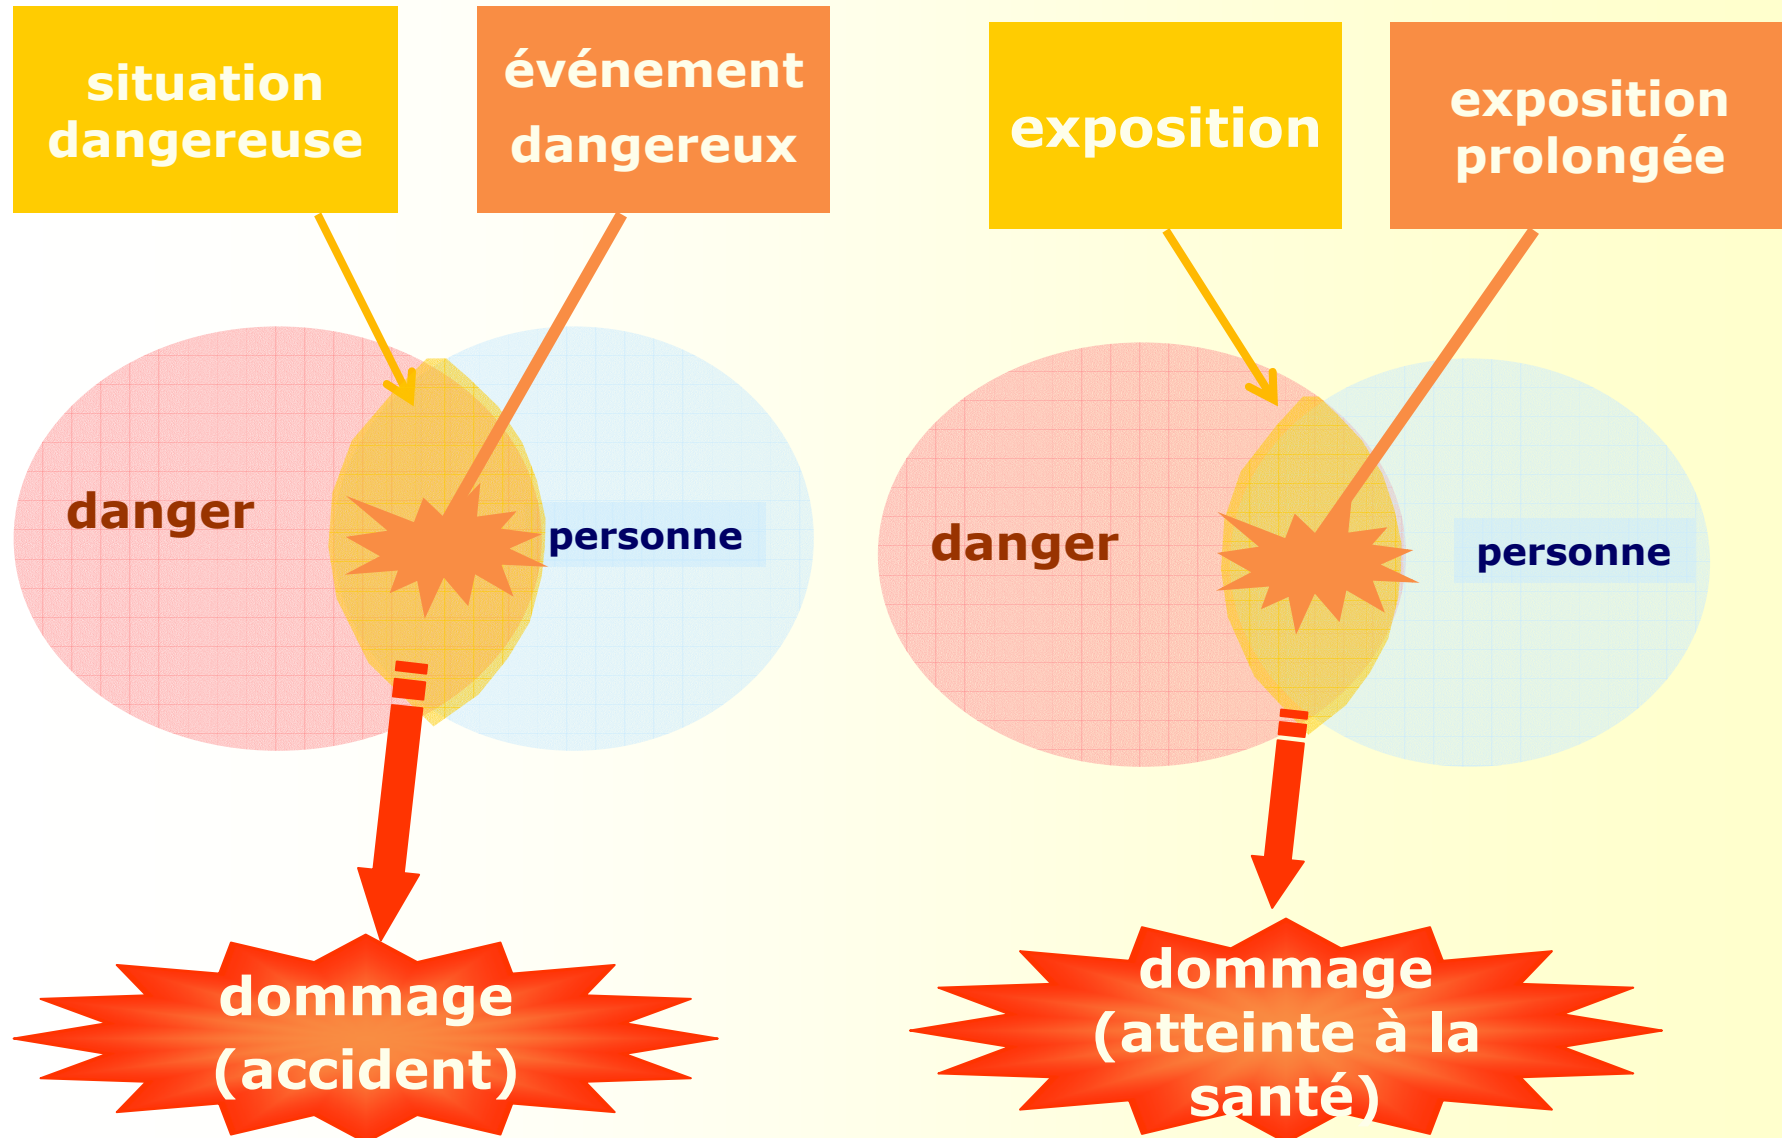 situation
dangereuse
événement
dangereux
danger
personne
dommage
(accident)
exposition
exposition
prolongée
danger
personne
dommage
(atteinte à la
santé)